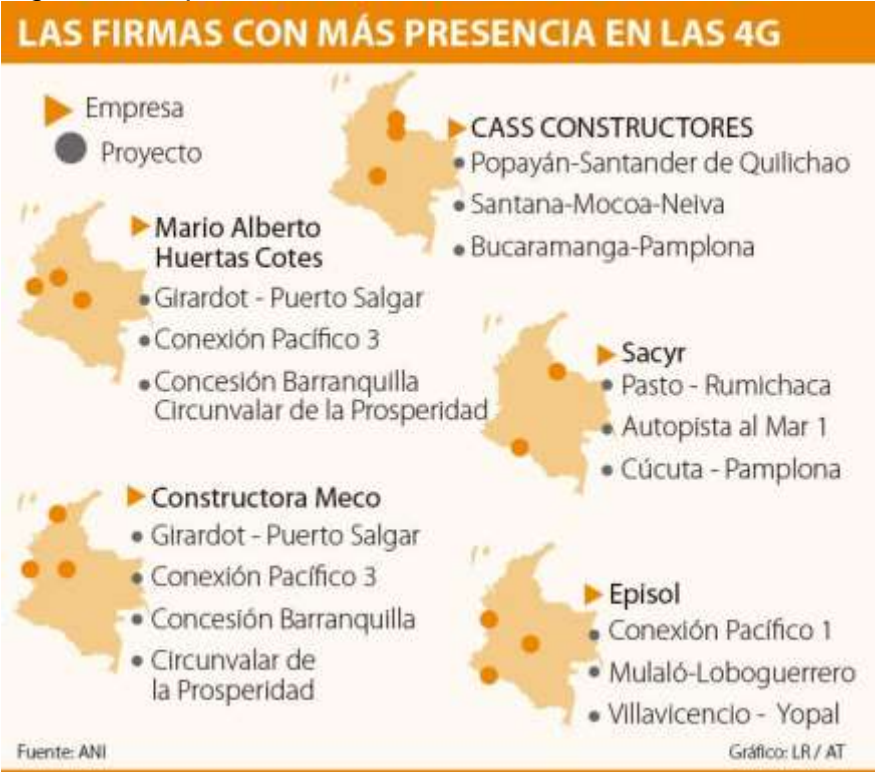 LAS FIRMAS CON MÁS PRESENCIA EN LAS 4G
Empresa
Proyecto
CASS CONSTRUCTORES
Popayán-Santander de Quilichao
Santana-Mocoa-Neiva
Bucaramanga-Pamplona
Mario Alberto
Huertas Cotes
Girardot - Puerto Salgar
Conexión Pacífico 3
Concesión Barranquilla
Circunvalar de la Prosperidad
Sacyr
Pasto - Rumichaca
Autopista al Mar 1
Cúcuta - Pamplona
Constructora Meco
Girardot - Puerto Salgar
Conexión Pacífico 3
Concesión Barranquilla
Circunvalar de
la Prosperidad
Episol
Conexión Pacífico 1
Mulaló-Loboguerrero
Villavicencio - Yopal
Fuente: ANI
Gráfico: LR / AT